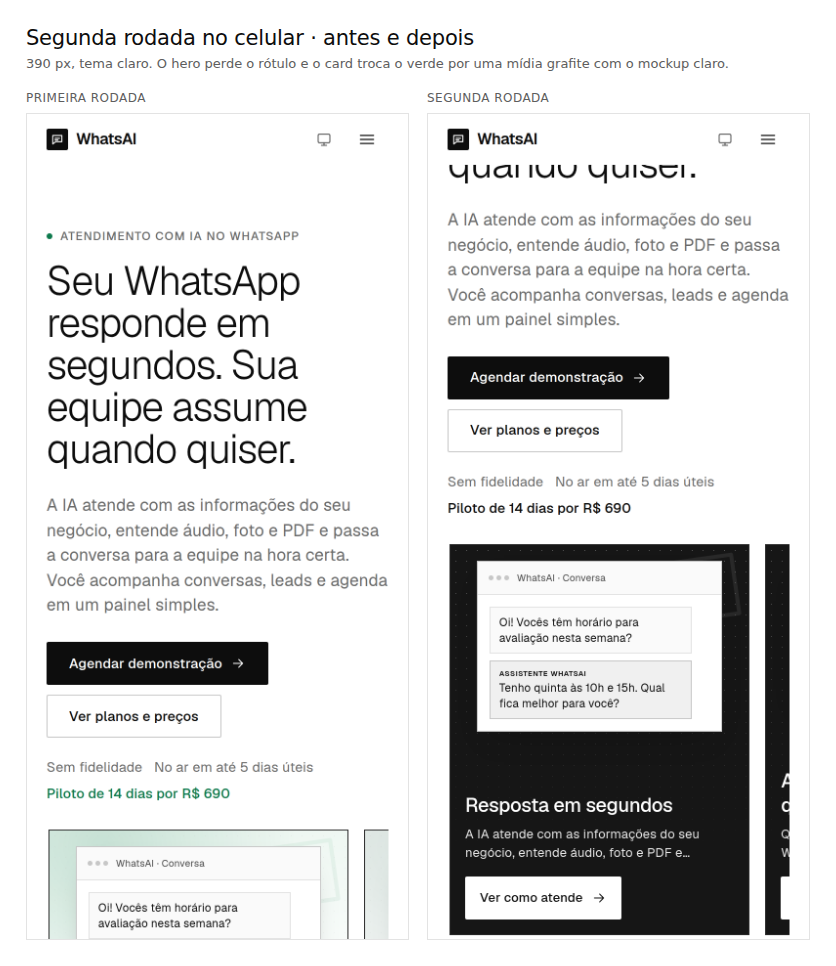 Segunda rodada no celular · antes e depois
390 px, tema claro. O hero perde o rótulo e o card troca o verde por uma mídia grafite com o mockup claro.
PRIMEIRA RODADA
WhatsAI
ATENDIMENTO COM IA NO WHATSAPP
Seu WhatsApp
responde em
segundos. Sua
equipe assume
quando quiser.
A IA atende com as informações do seu
negócio, entende áudio, foto e PDF e passa
a conversa para a equipe na hora certa.
Você acompanha conversas, leads e agenda
em um painel simples.
Agendar demonstração →
Ver planos e preços
Sem fidelidade No ar em até 5 dias úteis
Piloto de 14 dias por R$ 690
WhatsAI · Conversa
Oi! Vocês têm horário para
avaliação nesta semana?
SEGUNDA RODADA
WhatsAI
quando quiser.
A IA atende com as informações do seu
negócio, entende áudio, foto e PDF e passa
a conversa para a equipe na hora certa.
Você acompanha conversas, leads e agenda
em um painel simples.
Agendar demonstração →
Ver planos e preços
Sem fidelidade No ar em até 5 dias úteis
Piloto de 14 dias por R$ 690
WhatsAI · Conversa
Oi! Vocês têm horário para
avaliação nesta semana?
ASSISTENTE WHATSAI
Tenho quinta às 10h e 15h. Qual
fica melhor para você?
Resposta em segundos
A IA atende com as informações do seu
negócio, entende áudio, foto e PDF e…
Ver como atende →